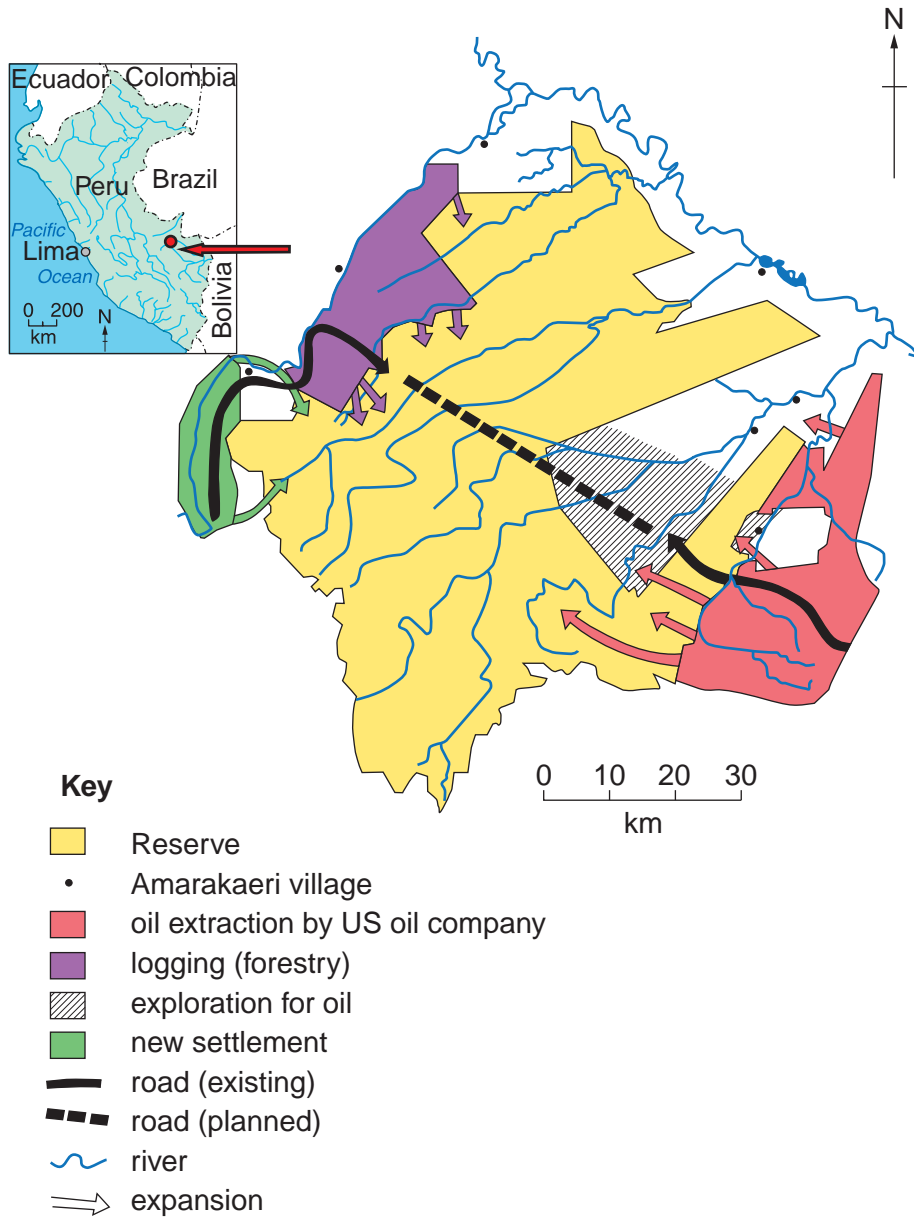 N
Ecuador
Colombia
Peru
Brazil
Pacific
Lima
Ocean
Bolivia
0 200
km
N
0 10 20 30
km
Key
Reserve
Amarakaeri village
oil extraction by US oil company
logging (forestry)
exploration for oil
new settlement
road (existing)
road (planned)
river
expansion